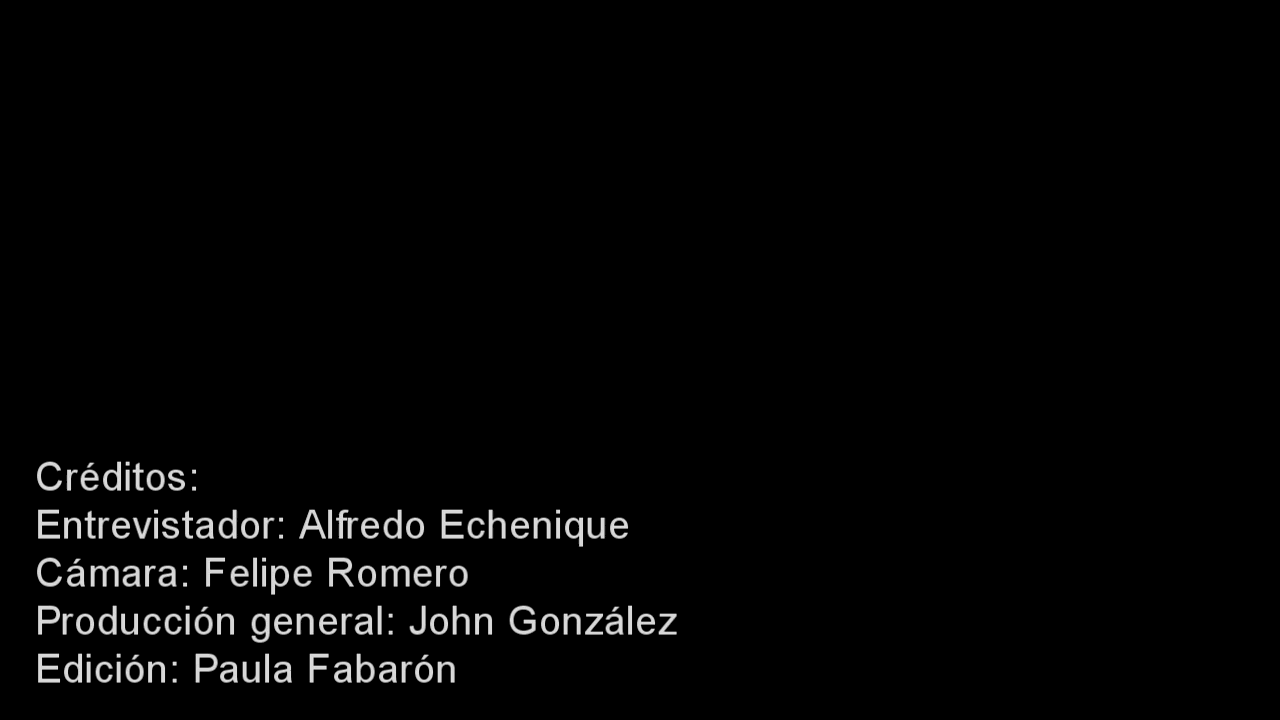 Créditos:
Entrevistador: Alfredo Echenique
Cámara: Felipe Romero
Producción general: John González
Edición: Paula Fabarón